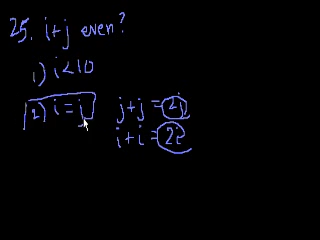 25. i+j even?
1) i<10
2) i=j
j+j = 2j
i+i = 2i